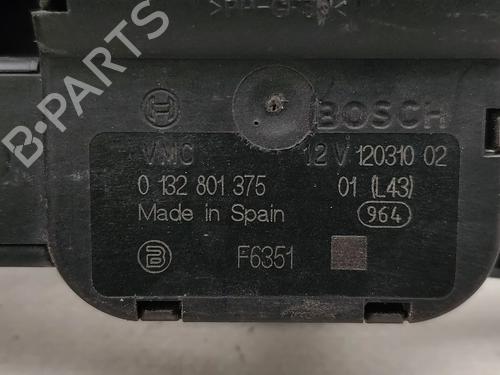 BOSCH
VMC 12 V 120310 02
0 132 801 375 01 (L43)
Made in Spain 964
F6351
B-PARTS